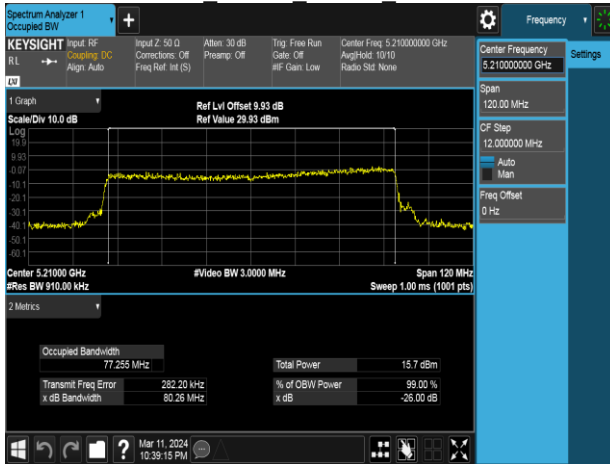 Spectrum Analyzer 1
Occupied BW
Frequency
KEYSIGHT
Input: RF
Coupling: DC
Align: Auto
Input Z: 50 Ω
Corrections: Off
Freq Ref: Int (S)
Atten: 30 dB
Preamp: Off
Trig: Free Run
Gate: Off
#IF Gain: Low
Center Freq: 5.210000000 GHz
Avg|Hold: 10/10
Radio Std: None
RL
LXI
Center Frequency
5.210000000 GHz
Settings
Span
120.00 MHz
CF Step
12.000000 MHz
Auto
Man
Freq Offset
0 Hz
1 Graph
Scale/Div 10.0 dB
Ref Lvl Offset 9.93 dB
Ref Value 29.93 dBm
Log
19.9
9.93
-0.07
-10.1
-20.1
-30.1
-40.1
-50.1
-60.1
Center 5.21000 GHz
#Res BW 910.00 kHz
#Video BW 3.0000 MHz
Span 120 MHz
Sweep 1.00 ms (1001 pts)
2 Metrics
Occupied Bandwidth
77.255 MHz
Total Power
15.7 dBm
Transmit Freq Error
282.20 kHz
% of OBW Power
99.00 %
x dB Bandwidth
80.26 MHz
x dB
-26.00 dB
Mar 11, 2024
10:39:15 PM